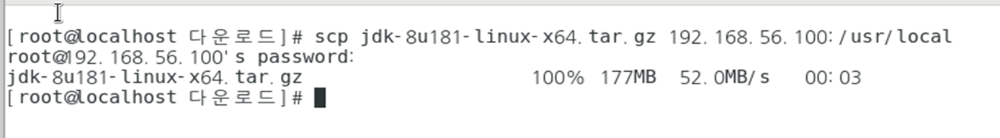 [root@localhost 다운로드]# scp jdk-8u181-linux-x64.tar.gz 192.168.56.100:/usr/local
root@192.168.56.100's password:
jdk-8u181-linux-x64.tar.gz 100% 177MB 52.0MB/s 00:03
[root@localhost 다운로드]#